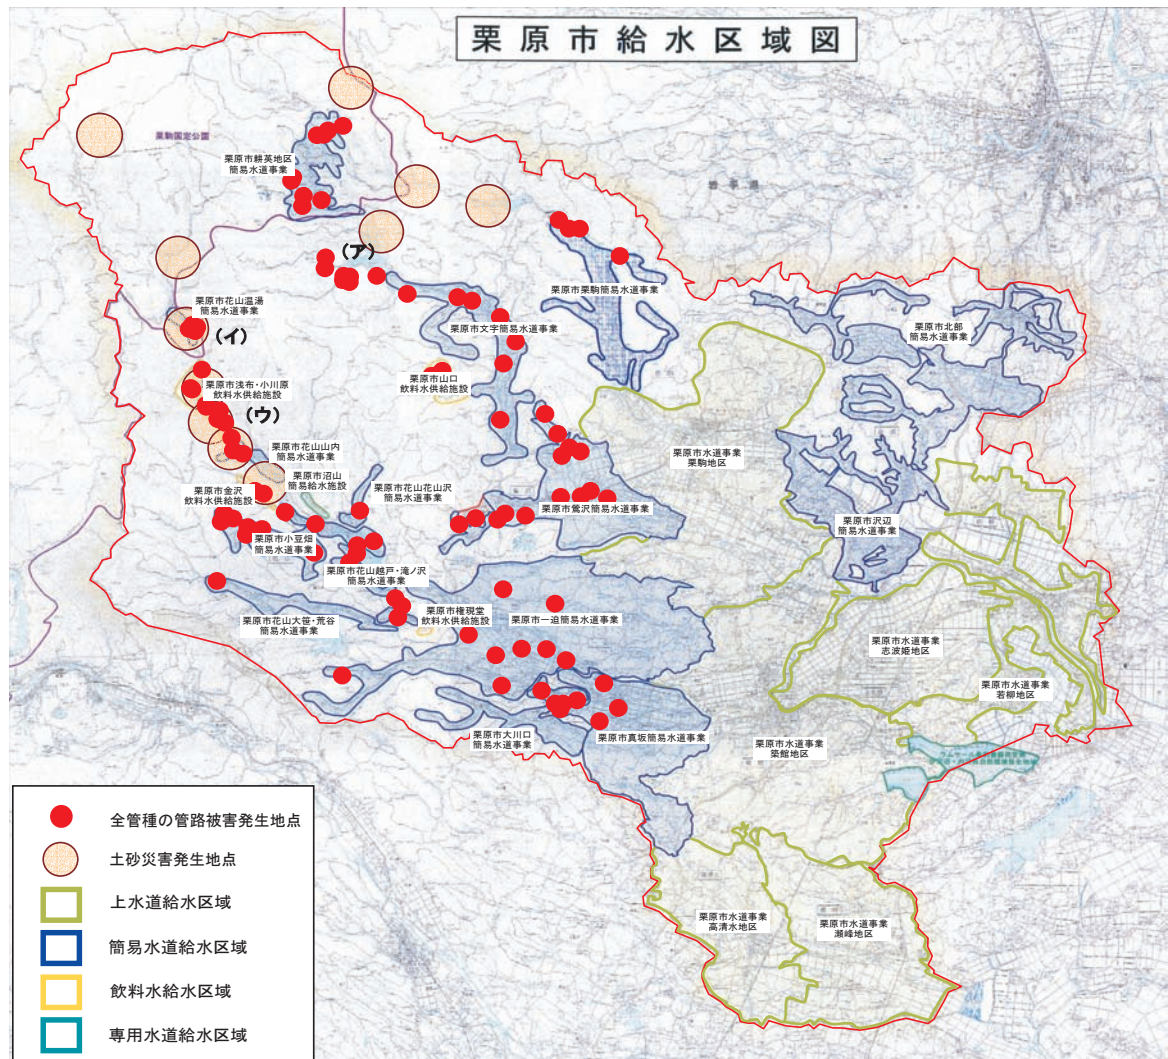 栗原市給水区域図
栗駒国定公園
栗原市耕英地区
簡易水道事業
岩手県
(ア)
栗原市栗駒簡易水道事業
栗原市花山温湯
簡易水道事業
(イ)
栗原市文字簡易水道事業
栗原市北部
簡易水道事業
栗原市山口
飲料水供給施設
栗原市浅布・小川原
飲料水供給施設
(ウ)
栗原市花山山内
簡易水道事業
栗原市水道事業
栗駒地区
栗原市沼山
簡易給水施設
栗原市花山花山沢
簡易水道事業
栗原市金沢
飲料水供給施設
栗原市鶯沢簡易水道事業
栗原市沢辺
簡易水道事業
栗原市小豆畑
簡易水道事業
栗原市花山越戸・滝ノ沢
簡易水道事業
栗原市権現堂
飲料水供給施設
栗原市一迫簡易水道事業
栗原市花山大笹・荒谷
簡易水道事業
栗原市水道事業
志波姫地区
栗原市水道事業
若柳地区
栗原市大川口
簡易水道事業
栗原市真坂簡易水道事業
栗原市水道事業
築館地区
全管種の管路被害発生地点
土砂災害発生地点
上水道給水区域
簡易水道給水区域
飲料水給水区域
専用水道給水区域
栗原市水道事業
高清水地区
栗原市水道事業
瀬峰地区